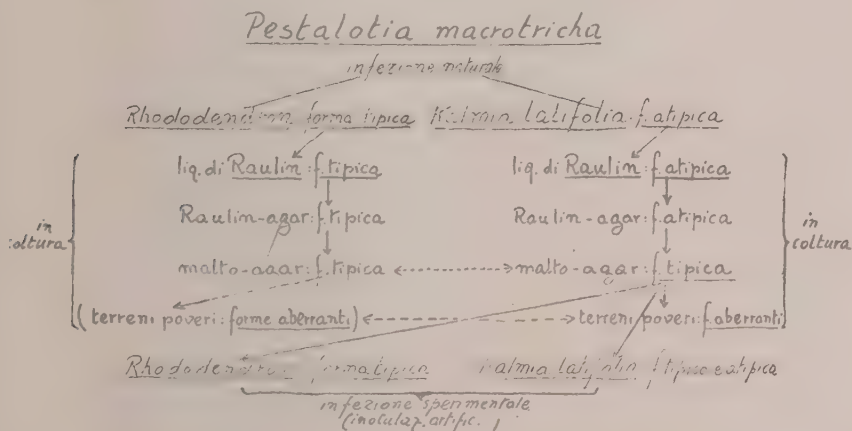 Pestalotia macrotricha
infezione naturale
Rhododendron forma tipica Kalmia latifolia f. atipica
liq. di Raulin: f. tipica liq. di Raulin: f. atipica
in coltura Raulin-agar: f. tipica Raulin-agar: f. atipica in coltura
malto-agar: f. tipica malto-agar: f. tipica
(terreni poveri: forme aberranti) terreni poveri: f. aberranti
Rhododendron forma tipica Kalmia latifolia f. tipica e atipica
infezione sperimentale
(inoculaz. artific.)